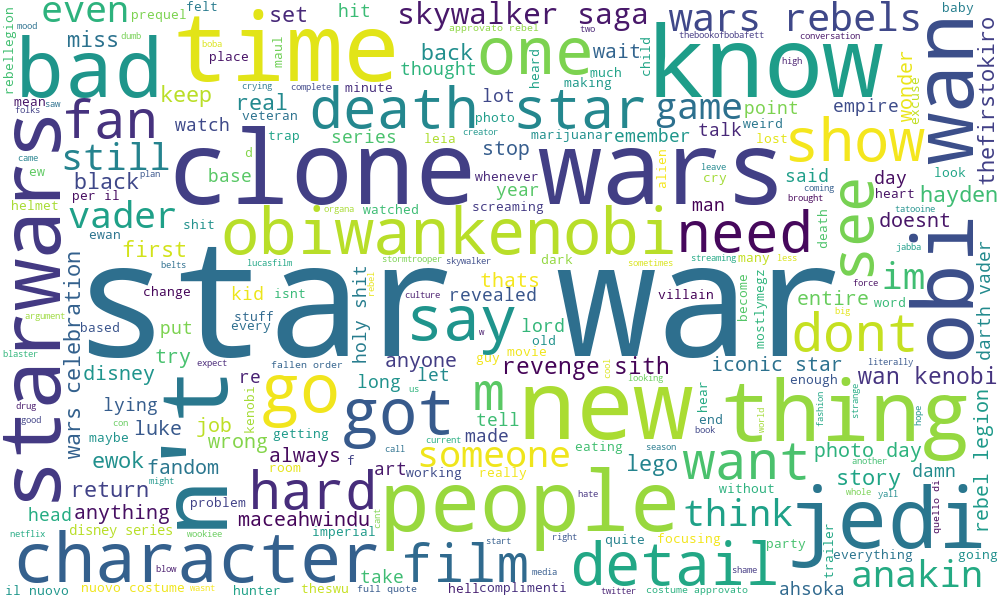 star war
clone wars
new thing
people
character
jedi
starwars
obi wan
obiwankenobi
time
know
bad
death star
one
even
skywalker saga
wars rebels
game
show
see
need
say
dont
got
go
m
n't
hard
film
detail
want
think
someone
anakin
fan
still
vader
black
first
kid
miss
set
hit
prequel
felt
mood
dumb
boba
place
maul
approvato rebel
two
thebookofbobafett
conversation
baby
rebellegion
back
thought
wait
heard
much
making
child
high
wonder
excuse
thefirstokiro
mean
saw
folks
keep
real
veteran
crying
complete
minute
lot
photo
point
weird
empire
look
came
plan
ew
watch
trap
series
leia
creator
marijuana
remember
talk
lost
helmet
per il
base
d
stop
whenever
year
alien
leave
cry
said
coming
brought
day
heart
hayden
doesnt
tatooine
ewan
shit
organa
watched
screaming
man
death
jabba
belts
lucasfilm
dark
stormtrooper
skywalker
sometimes
streaming
many
less
im
force
wars celebration
change
isnt
stuff
every
holy shit
rebel
thats
culture
revealed
villain
become
mostlymegz
entire
word
darth vader
argument
based
put
w
lord
old
big
blaster
try
expect
fallen order
anyone
guy
movie
revenge sith
iconic star
literally
disney
re
long
let
us
cool
looking
enough
wan kenobi
drug
good
lying
kenobi
tell
hear
end
book
world
fashion
strange
hope
con
maybe
luke
job
wrong
getting
call
current
made
eating
season
lego
photo day
another
rebel legion
ewok
fandom
might
always
f
room
art
working
really
story
damn
whole
yall
quello di
return
head
anything
problem
cant
hate
without
netflix
disney series
wookiee
maceahwindu
imperial
start
right
quite
focusing
party
trailer
everything
going
il nuovo
nuovo costume
blow
wasnt
hunter
theswu
take
full quote
media
hell
complimenti
twitter
shame
costume approvato
ahsoka